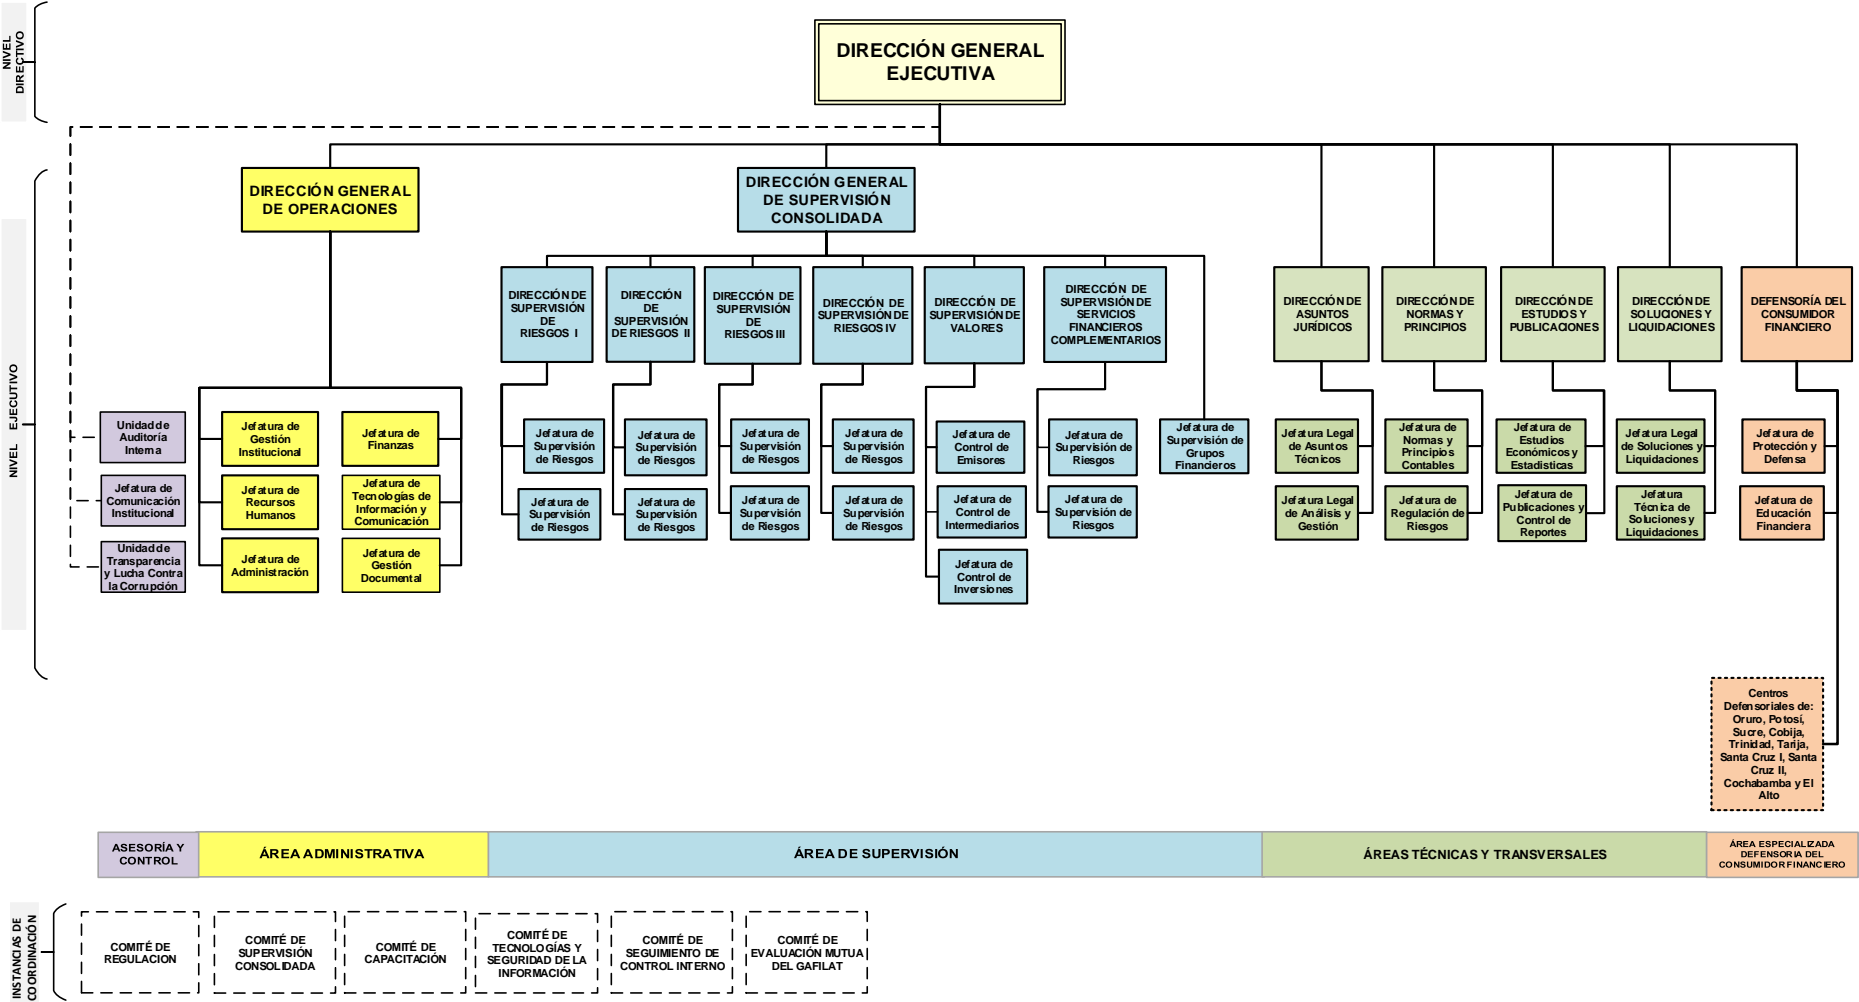 NIVEL
DIRECTIVO
DIRECCIÓN GENERAL
EJECUTIVA
NIVEL EJECUTIVO
DIRECCIÓN GENERAL
DE OPERACIONES
DIRECCIÓN GENERAL
DE SUPERVISIÓN
CONSOLIDADA
DIRECCIÓN DE
SUPERVISIÓN
DE
RIESGOS I
DIRECCIÓN
DE
SUPERVISIÓN
DE RIESGOS II
DIRECCIÓN DE
SUPERVISIÓN
DE
RIESGOS III
DIRECCIÓN DE
SUPERVISIÓN DE
RIESGOS IV
DIRECCIÓN DE
SUPERVISIÓN DE
VALORES
DIRECCIÓN DE
SUPERVISIÓN DE
SERVICIOS
FINANCIEROS
COMPLEMENTARIOS
DIRECCIÓN DE
ASUNTOS
JURÍDICOS
DIRECCIÓN DE
NORMAS Y
PRINCIPIOS
DIRECCIÓN DE
ESTUDIOS Y
PUBLICACIONES
DIRECCIÓN DE
SOLUCIONES Y
LIQUIDACIONES
DEFENSORÍA DEL
CONSUMIDOR
FINANCIERO
Unidad de
Auditoría
Interna
Jefatura de
Comunicación
Institucional
Unidad de
Transparencia
y Lucha Contra
la Corrupción
Jefatura de
Gestión
Institucional
Jefatura de
Recursos
Humanos
Jefatura de
Administración
Jefatura de
Finanzas
Jefatura de
Tecnologías de
Información y
Comunicación
Jefatura de
Gestión
Documental
Jefatura de
Supervisión
de Riesgos
Jefatura de
Supervisión
de Riesgos
Jefatura de
Supervisión
de Riesgos
Jefatura de
Supervisión
de Riesgos
Jefatura de
Supervisión
de Riesgos
Jefatura de
Supervisión
de Riesgos
Jefatura de
Supervisión
de Riesgos
Jefatura de
Supervisión
de Riesgos
Jefatura de
Control de
Emisores
Jefatura de
Control de
Intermediarios
Jefatura de
Control de
Inversiones
Jefatura de
Supervisión de
Riesgos
Jefatura de
Supervisión de
Riesgos
Jefatura de
Supervisión de
Grupos
Financieros
Jefatura Legal
de Asuntos
Técnicos
Jefatura Legal
de Análisis y
Gestión
Jefatura de
Normas y
Principios
Contables
Jefatura de
Regulación de
Riesgos
Jefatura de
Estudios
Económicos y
Estadisticas
Jefatura de
Publicaciones y
Control de
Reportes
Jefatura Legal
de Soluciones y
Liquidaciones
Jefatura
Técnica de
Soluciones y
Liquidaciones
Jefatura de
Protección y
Defensa
Jefatura de
Educación
Financiera
Centros
Defensoriales de:
Oruro, Potosí,
Sucre, Cobija,
Trinidad, Tarija,
Santa Cruz I, Santa
Cruz II,
Cochabamba y El
Alto
ASESORÍA Y
CONTROL
ÁREA ADMINISTRATIVA
ÁREA DE SUPERVISIÓN
ÁREAS TÉCNICAS Y TRANSVERSALES
ÁREA ESPECIALIZADA
DEFENSORIA DEL
CONSUMIDOR FINANCIERO
INSTANCIAS DE
COORDINACIÓN
COMITÉ DE
REGULACION
COMITÉ DE
SUPERVISIÓN
CONSOLIDADA
COMITÉ DE
CAPACITACIÓN
COMITÉ DE
TECNOLOGÍAS Y
SEGURIDAD DE LA
INFORMACIÓN
COMITÉ DE
SEGUIMIENTO DE
CONTROL INTERNO
COMITÉ DE
EVALUACIÓN MUTUA
DEL GAFILAT